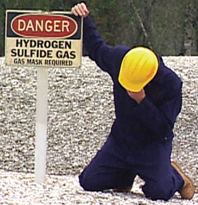 DANGER
HYDROGEN
SULFIDE GAS
GAS MASK REQUIRED